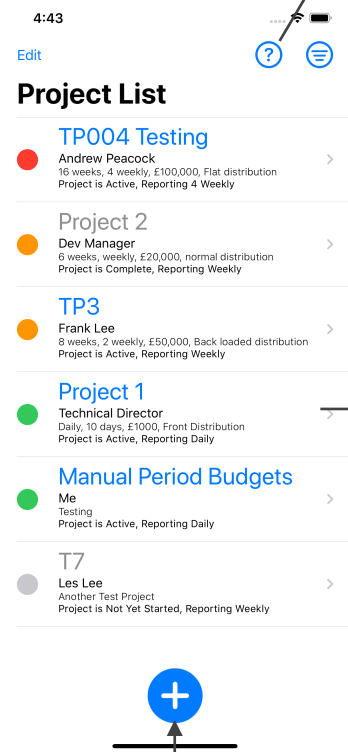 4:43
Edit
?
Project List
TP004 Testing
Andrew Peacock
16 weeks, 4 weekly, £100,000, Flat distribution
Project is Active, Reporting 4 Weekly
Project 2
Dev Manager
6 weeks, weekly, £20,000, normal distribution
Project is Complete, Reporting Weekly
TP3
Frank Lee
8 weeks, 2 weekly, £50,000, Back loaded distribution
Project is Active, Reporting Weekly
Project 1
Technical Director
Daily, 10 days, £1000, Front Distribution
Project is Active, Reporting Daily
Manual Period Budgets
Me
Testing
Project is Active, Reporting Daily
T7
Les Lee
Another Test Project
Project is Not Yet Started, Reporting Weekly